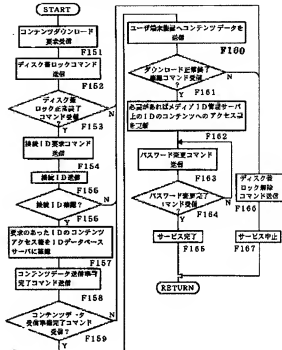 START
コンテンツダウンロード
要求受信
F151
ディスク蓋ロックコマンド
送信
F152
ディスク蓋
ロック正常完了
コマンド受信
?
N
Y
F153
接続ID要求コマンド
送信
F154
接続ID送信
F155
接続ID確認?
N
Y
F156
要求のあったIDのコンテンツ
アクセス権をIDデータベース
サーバに確認
F157
コンテンツデータ送信準備
完了コマンド送信
F158
コンテンツデータ
受信準備完了コマンド
受信
?
N
Y
F159
ユーザ端末装置へコンテンツデータを
送信
F160
ダウンロード正常終了
確認コマンド受信
?
N
Y
F161
必要があればメディアID管理サーバ
上のIDのコンテンツへのアクセス権
を更新
F162
パスワード変更コマンド
送信
F163
パスワード変更完了
コマンド受信
?
N
Y
F164
ディスク蓋
ロック解除
コマンド送信
F166
サービス完了
F165
サービス中止
F167
RETURN